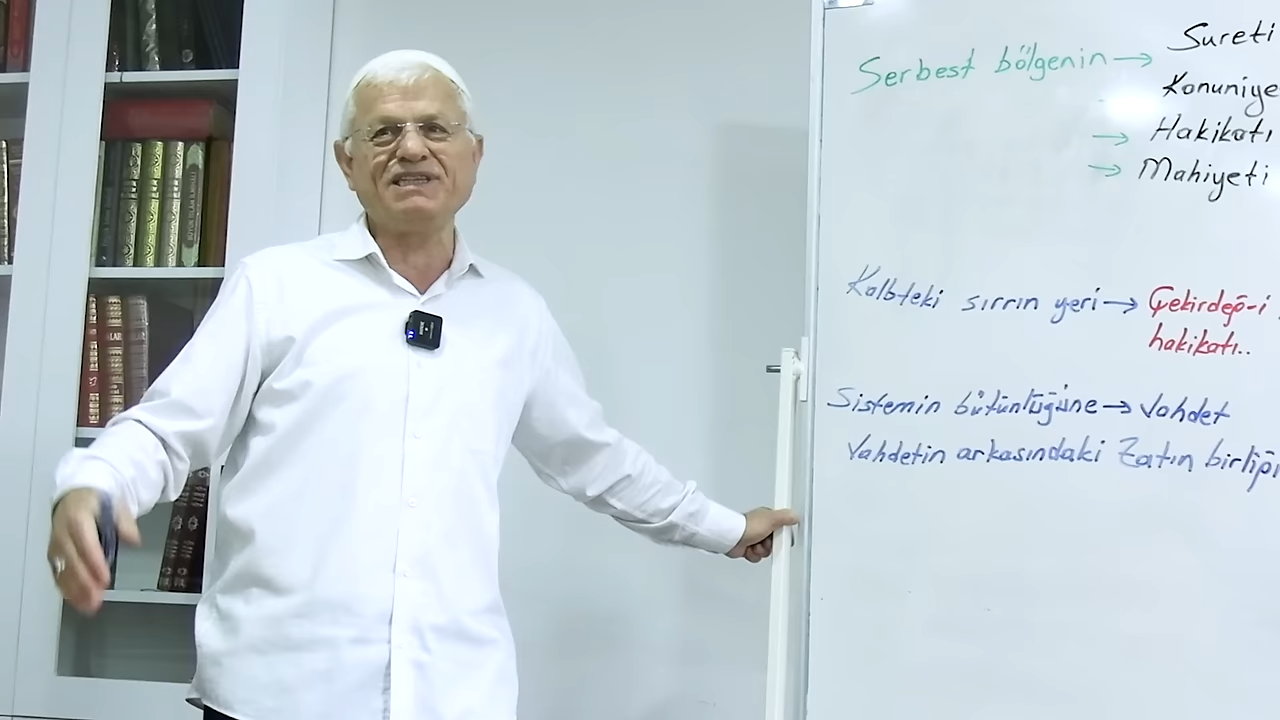 Serbest bölgenin → Sureti
Kanuniye
→ Hakikatı
→ Mahiyeti
Kalbteki sırrın yeri → Çekirdeğ-i
hakikatı..
Sistemin bütünlüğüne → Vahdet
Vahdetin arkasındaki Zatın birliği